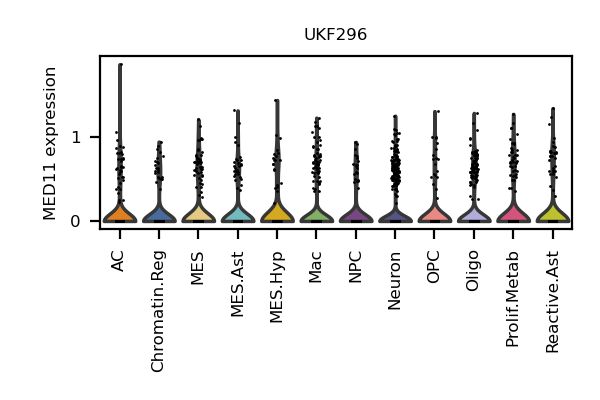 UKF296
MED11 expression
1
0
AC
Chromatin.Reg
MES
MES.Ast
MES.Hyp
Mac
NPC
Neuron
OPC
Oligo
Prolif.Metab
Reactive.Ast